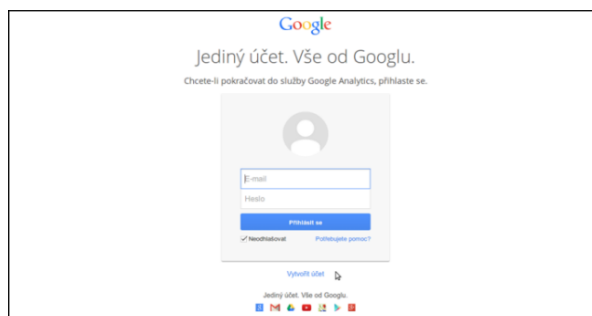 Google
Jediný účet. Vše od Googlu.
Chcete-li pokračovat do služby Google Analytics, přihlaste se.
E-mail
Heslo
Přihlásit se
Neodhlašovat Potřebujete pomoc?
Vytvořit účet
Jediný účet. Vše od Googlu.